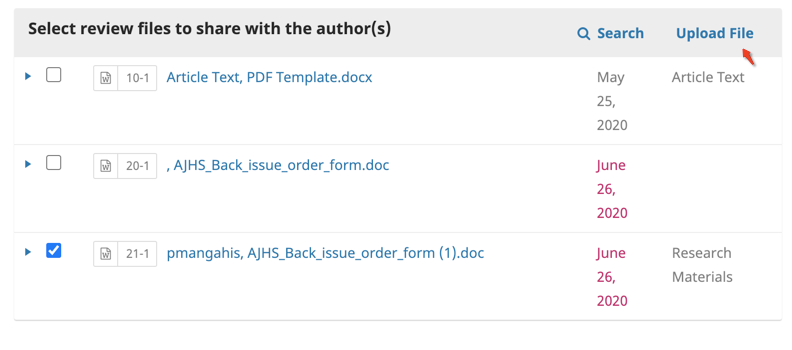 Select review files to share with the author(s)
Search
Upload File
10-1
Article Text, PDF Template.docx
May
25,
2020
Article Text
20-1
, AJHS_Back_issue_order_form.doc
June
26,
2020
21-1
pmangahis, AJHS_Back_issue_order_form (1).doc
June
26,
2020
Research
Materials